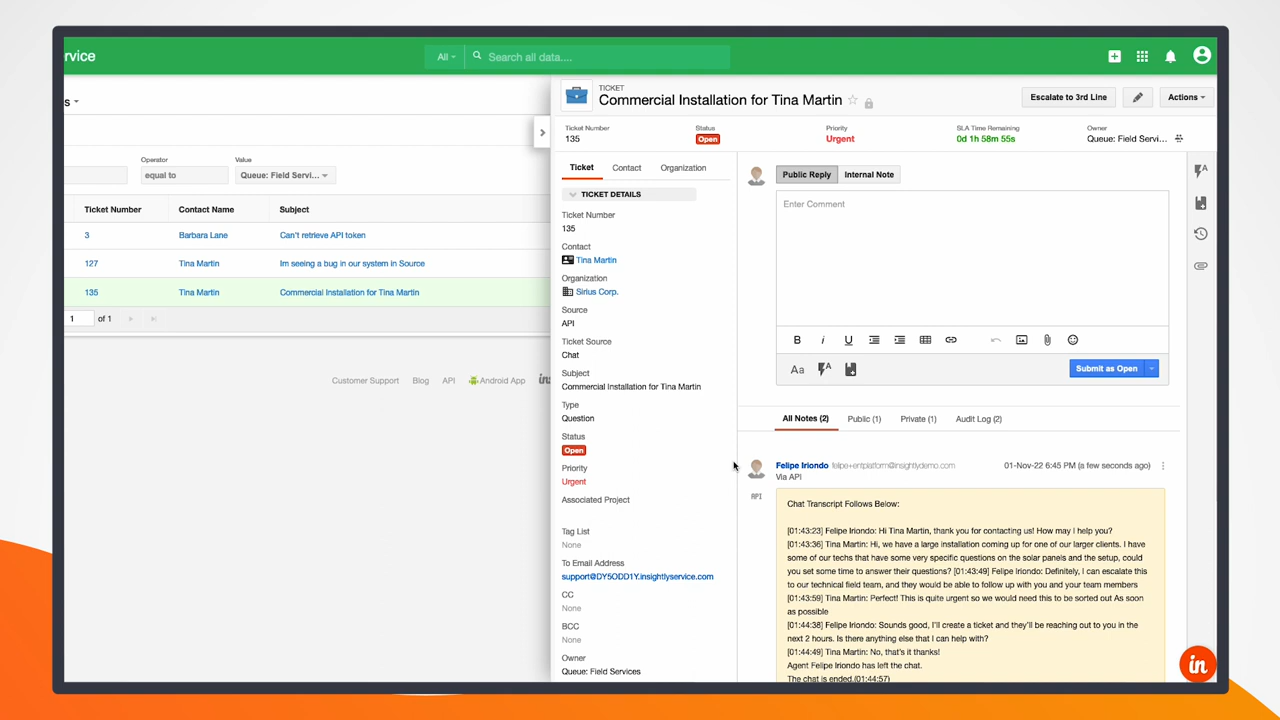 rvice
All
Search all data....
s
Operator
Value
equal to
Queue: Field Servi...
Ticket Number Contact Name Subject
3 Barbara Lane Can't retrieve API token
127 Tina Martin Im seeing a bug in our system in Source
135 Tina Martin Commercial Installation for Tina Martin
1 of 1
Customer Support Blog API Android App in
TICKET
Commercial Installation for Tina Martin
Escalate to 3rd Line
Actions
Ticket Number Status Priority SLA Time Remaining Owner
135 Open Urgent 0d 1h 58m 55s Queue: Field Servi...
Ticket Contact Organization
TICKET DETAILS
Ticket Number
135
Contact
Tina Martin
Organization
Sirius Corp.
Source
API
Ticket Source
Chat
Subject
Commercial Installation for Tina Martin
Type
Question
Status
Open
Priority
Urgent
Associated Project
Tag List
None
To Email Address
support@DY5ODD1Y.insightlyservice.com
CC
None
BCC
None
Owner
Queue: Field Services
Public Reply Internal Note
Enter Comment
B i U
Aa
Submit as Open
All Notes (2) Public (1) Private (1) Audit Log (2)
Felipe Iriondo felipe+entplatform@insightlydemo.com 01-Nov-22 6:45 PM (a few seconds ago)
Via API
API
Chat Transcript Follows Below:
[01:43:23] Felipe Iriondo: Hi Tina Martin, thank you for contacting us! How may I help you?
[01:43:36] Tina Martin: Hi, we have a large installation coming up for one of our larger clients. I have
some of our techs that have some very specific questions on the solar panels and the setup, could
you set some time to answer their questions? [01:43:49] Felipe Iriondo: Definitely, I can escalate this
to our technical field team, and they would be able to follow up with you and your team members
[01:43:59] Tina Martin: Perfect! This is quite urgent so we would need this to be sorted out As soon
as possible
[01:44:38] Felipe Iriondo: Sounds good, I'll create a ticket and they'll be reaching out to you in the
next 2 hours. Is there anything else that I can help with?
[01:44:49] Tina Martin: No, that's it thanks!
Agent Felipe Iriondo has left the chat.
The chat is ended.(01:44:57)
in